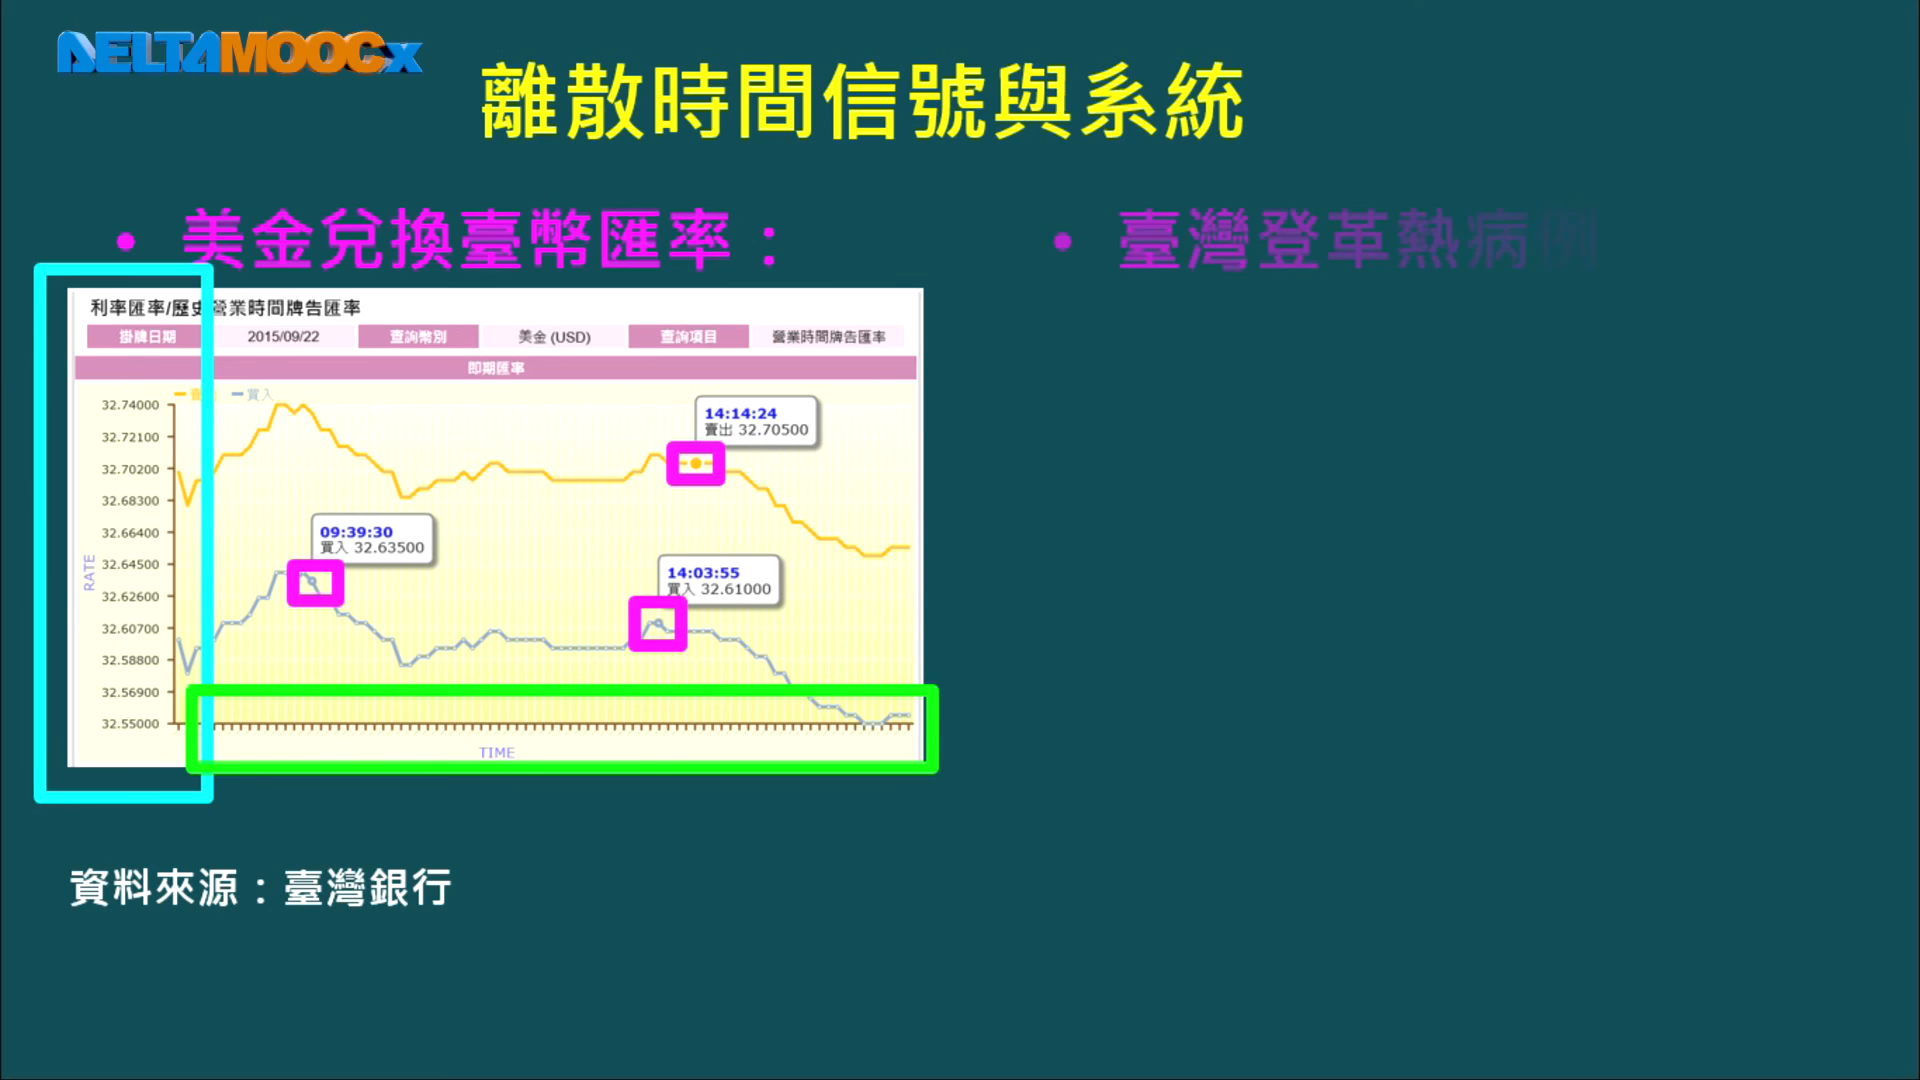 DELTAMOOCx
離散時間信號與系統
• 美金兌換臺幣匯率：
• 臺灣登革熱病例
利率匯率/歷史營業時間牌告匯率
掛牌日期 2015/09/22 查詢幣別 美金 (USD) 查詢項目 營業時間牌告匯率
即期匯率
買入
32.74000
32.72100
32.70200
32.68300
32.66400
32.64500
32.62600
32.60700
32.58800
32.56900
32.55000
RATE
14:14:24
賣出 32.70500
09:39:30
買入 32.63500
14:03:55
買入 32.61000
TIME
資料來源：臺灣銀行